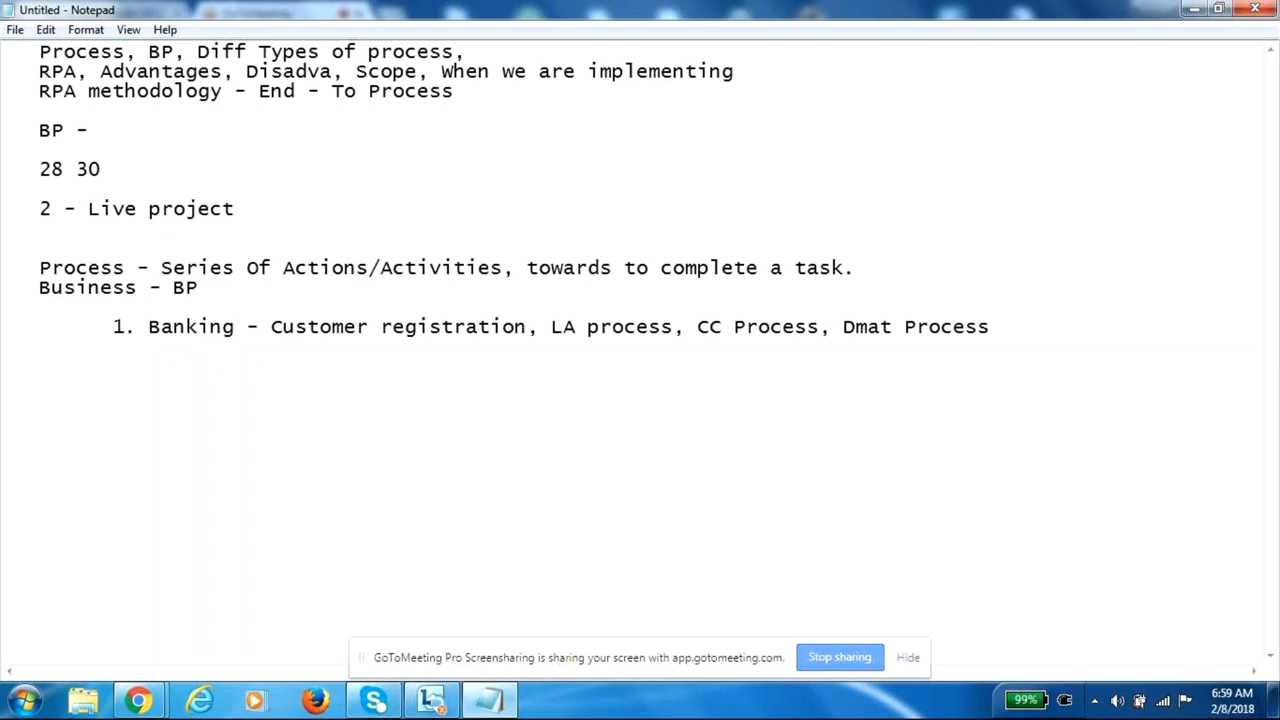 Untitled - Notepad
File Edit Format View Help
Process, BP, Diff Types of process,
RPA, Advantages, Disadva, Scope, When we are implementing
RPA methodology - End - To Process
BP -
28 30
2 - Live project
Process - Series Of Actions/Activities, towards to complete a task.
Business - BP
1. Banking - Customer registration, LA process, CC Process, Dmat Process
GoToMeeting Pro Screensharing is sharing your screen with app.gotomeeting.com. Stop sharing Hide
99% 6:59 AM
2/8/2018